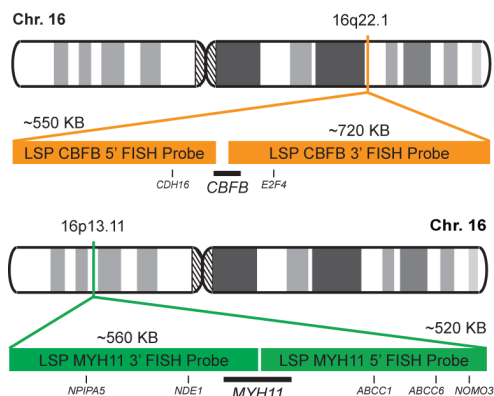 Chr. 16
16q22.1
~550 KB
~720 KB
LSP CBFB 5' FISH Probe
LSP CBFB 3' FISH Probe
CDH16
CBFB
E2F4
16p13.11
Chr. 16
~560 KB
~520 KB
LSP MYH11 3' FISH Probe
LSP MYH11 5' FISH Probe
NPIPA5
NDE1
MYH11
ABCC1
ABCC6
NOMO3